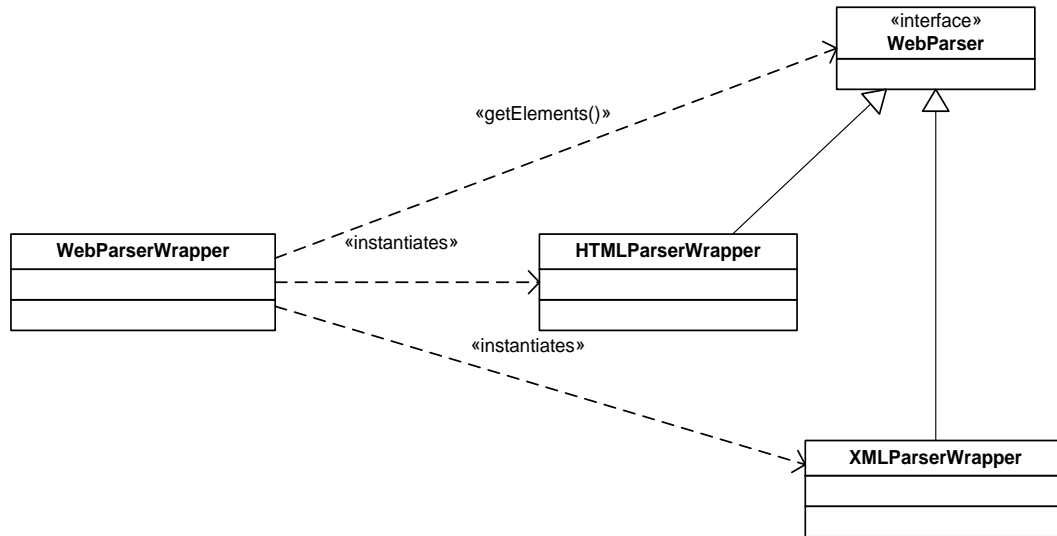 «interface»
WebParser
«getElements()»
«instantiates»
WebParserWrapper
HTMLParserWrapper
«instantiates»
XMLParserWrapper